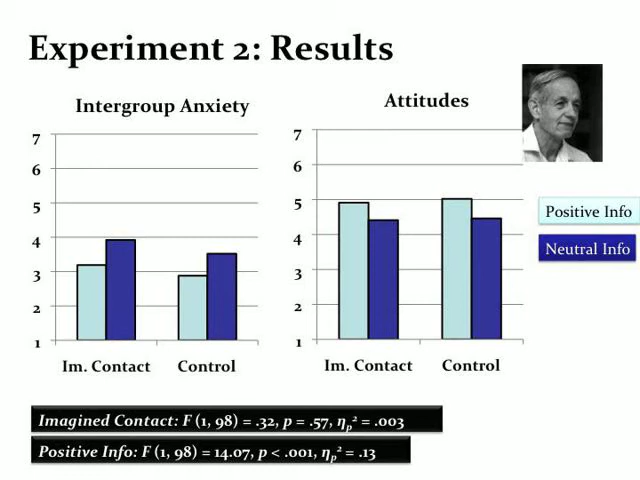 Experiment 2: Results
Intergroup Anxiety
7
6
5
4
3
2
1
Im. Contact Control
Attitudes
7
6
5
4
3
2
1
Im. Contact Control
Positive Info
Neutral Info
Imagined Contact: F (1, 98) = .32, p = .57, ηp² = .003
Positive Info: F (1, 98) = 14.07, p < .001, ηp² = .13